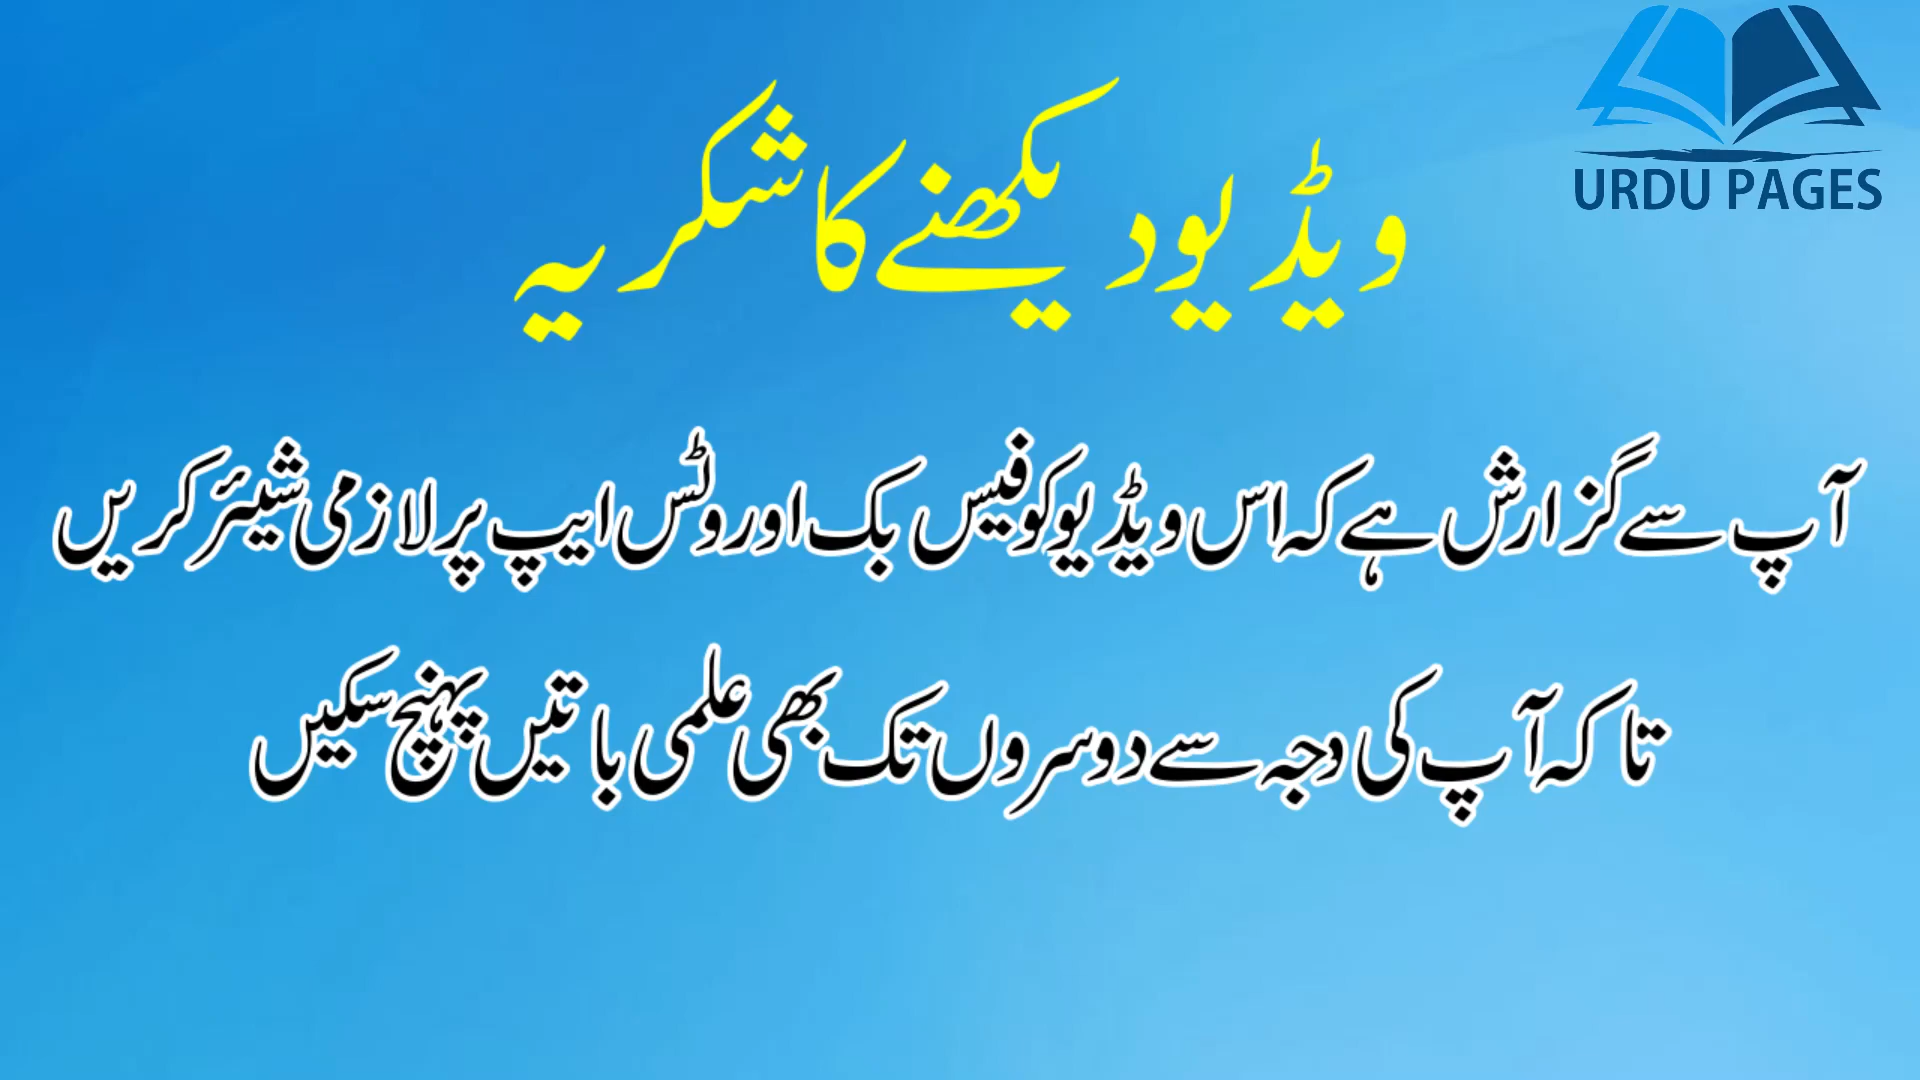 URDU PAGES
ویڈیو دیکھنے کا شکریہ
آپ سے گزارش ہے کہ اس ویڈیو کو فیس بک اور وٹس ایپ پر لازمی شیئر کریں
تاکہ آپ کی وجہ سے دوسروں تک بھی علمی باتیں پہنچ سکیں